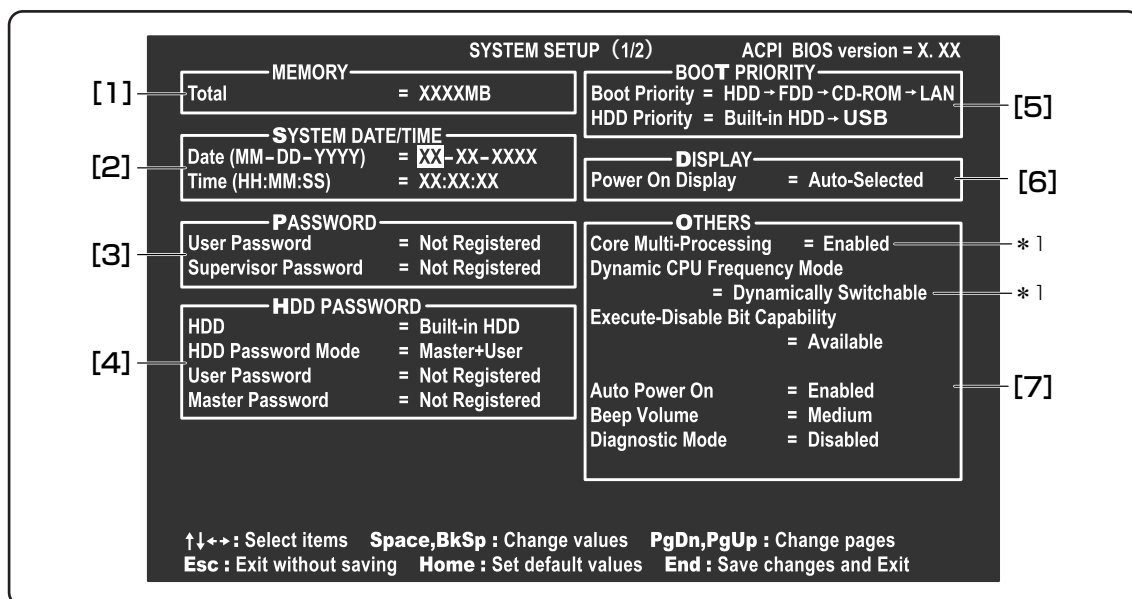 SYSTEM SETUP (1/2) ACPI BIOS version = X. XX
[1]
MEMORY
Total = XXXXMB
[2]
SYSTEM DATE/TIME
Date (MM–DD–YYYY) = XX–XX–XXXX
Time (HH:MM:SS) = XX:XX:XX
[3]
PASSWORD
User Password = Not Registered
Supervisor Password = Not Registered
[4]
HDD PASSWORD
HDD = Built-in HDD
HDD Password Mode = Master+User
User Password = Not Registered
Master Password = Not Registered
BOOT PRIORITY
Boot Priority = HDD→FDD→CD-ROM→LAN
HDD Priority = Built-in HDD→USB
[5]
DISPLAY
Power On Display = Auto-Selected
[6]
OTHERS
Core Multi-Processing = Enabled *1
Dynamic CPU Frequency Mode
= Dynamically Switchable *1
Execute-Disable Bit Capability
= Available
Auto Power On = Enabled
[7]
Beep Volume = Medium
Diagnostic Mode = Disabled
↑↓←→: Select items Space,BkSp : Change values PgDn,PgUp : Change pages
Esc : Exit without saving Home : Set default values End : Save changes and Exit